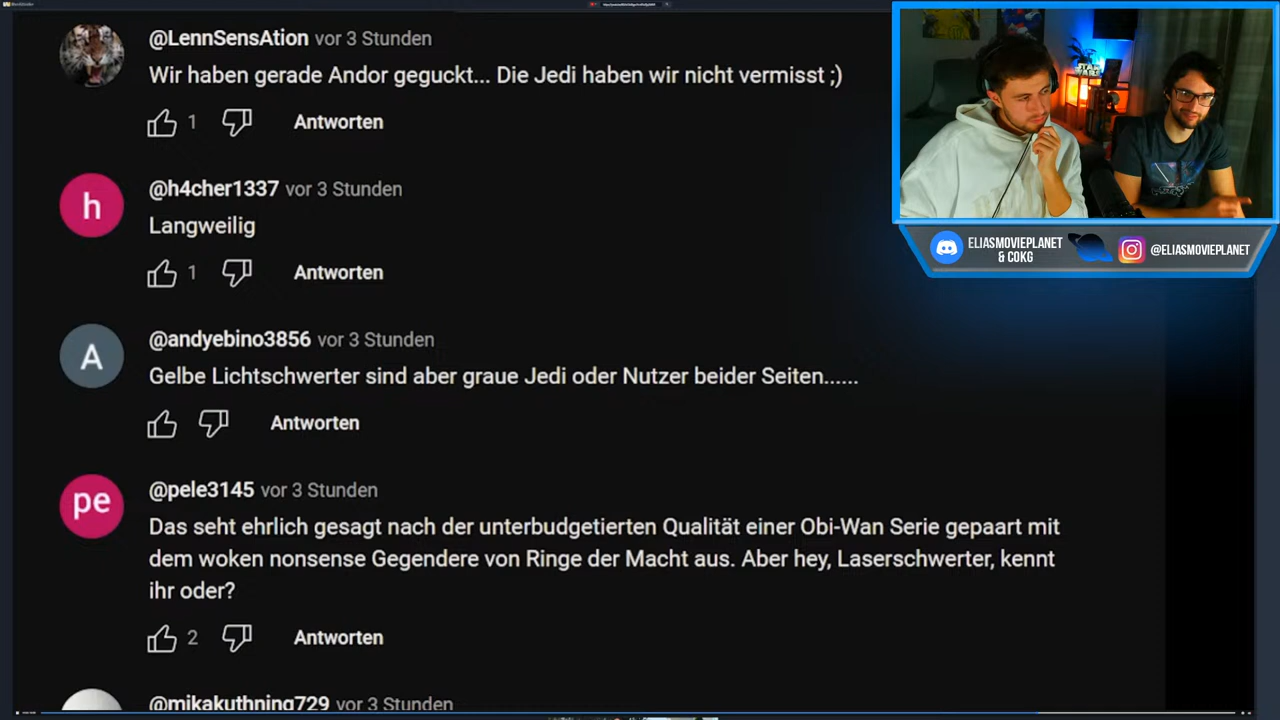 @LennSensAtion vor 3 Stunden
Wir haben gerade Andor geguckt... Die Jedi haben wir nicht vermisst ;)
1 Antworten
@h4cher1337 vor 3 Stunden
h
Langweilig
1 Antworten
@andyebino3856 vor 3 Stunden
A
Gelbe Lichtschwerter sind aber graue Jedi oder Nutzer beider Seiten......
Antworten
@pele3145 vor 3 Stunden
pe
Das seht ehrlich gesagt nach der unterbudgetierten Qualität einer Obi-Wan Serie gepaart mit
dem woken nonsense Gegendere von Ringe der Macht aus. Aber hey, Laserschwerter, kennt
ihr oder?
2 Antworten
@mikakuthning729 vor 3 Stunden
STAR
WARS
ELIASMOVIEPLANET
& COKG
@ELIASMOVIEPLANET